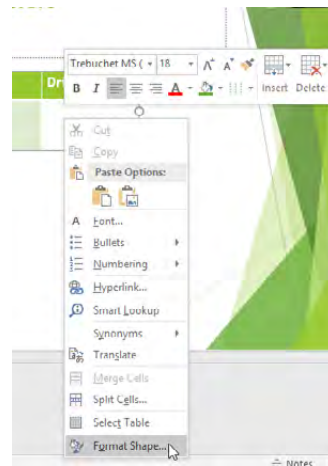 Trebuchet MS ( 18 A A
Dr
B I A Insert Delete
Cut
Copy
Paste Options:
A Font...
Bullets
Numbering
Hyperlink...
Smart Lookup
Synonyms
Translate
Merge Cells
Split Cells...
Select Table
Format Shape...
Notes